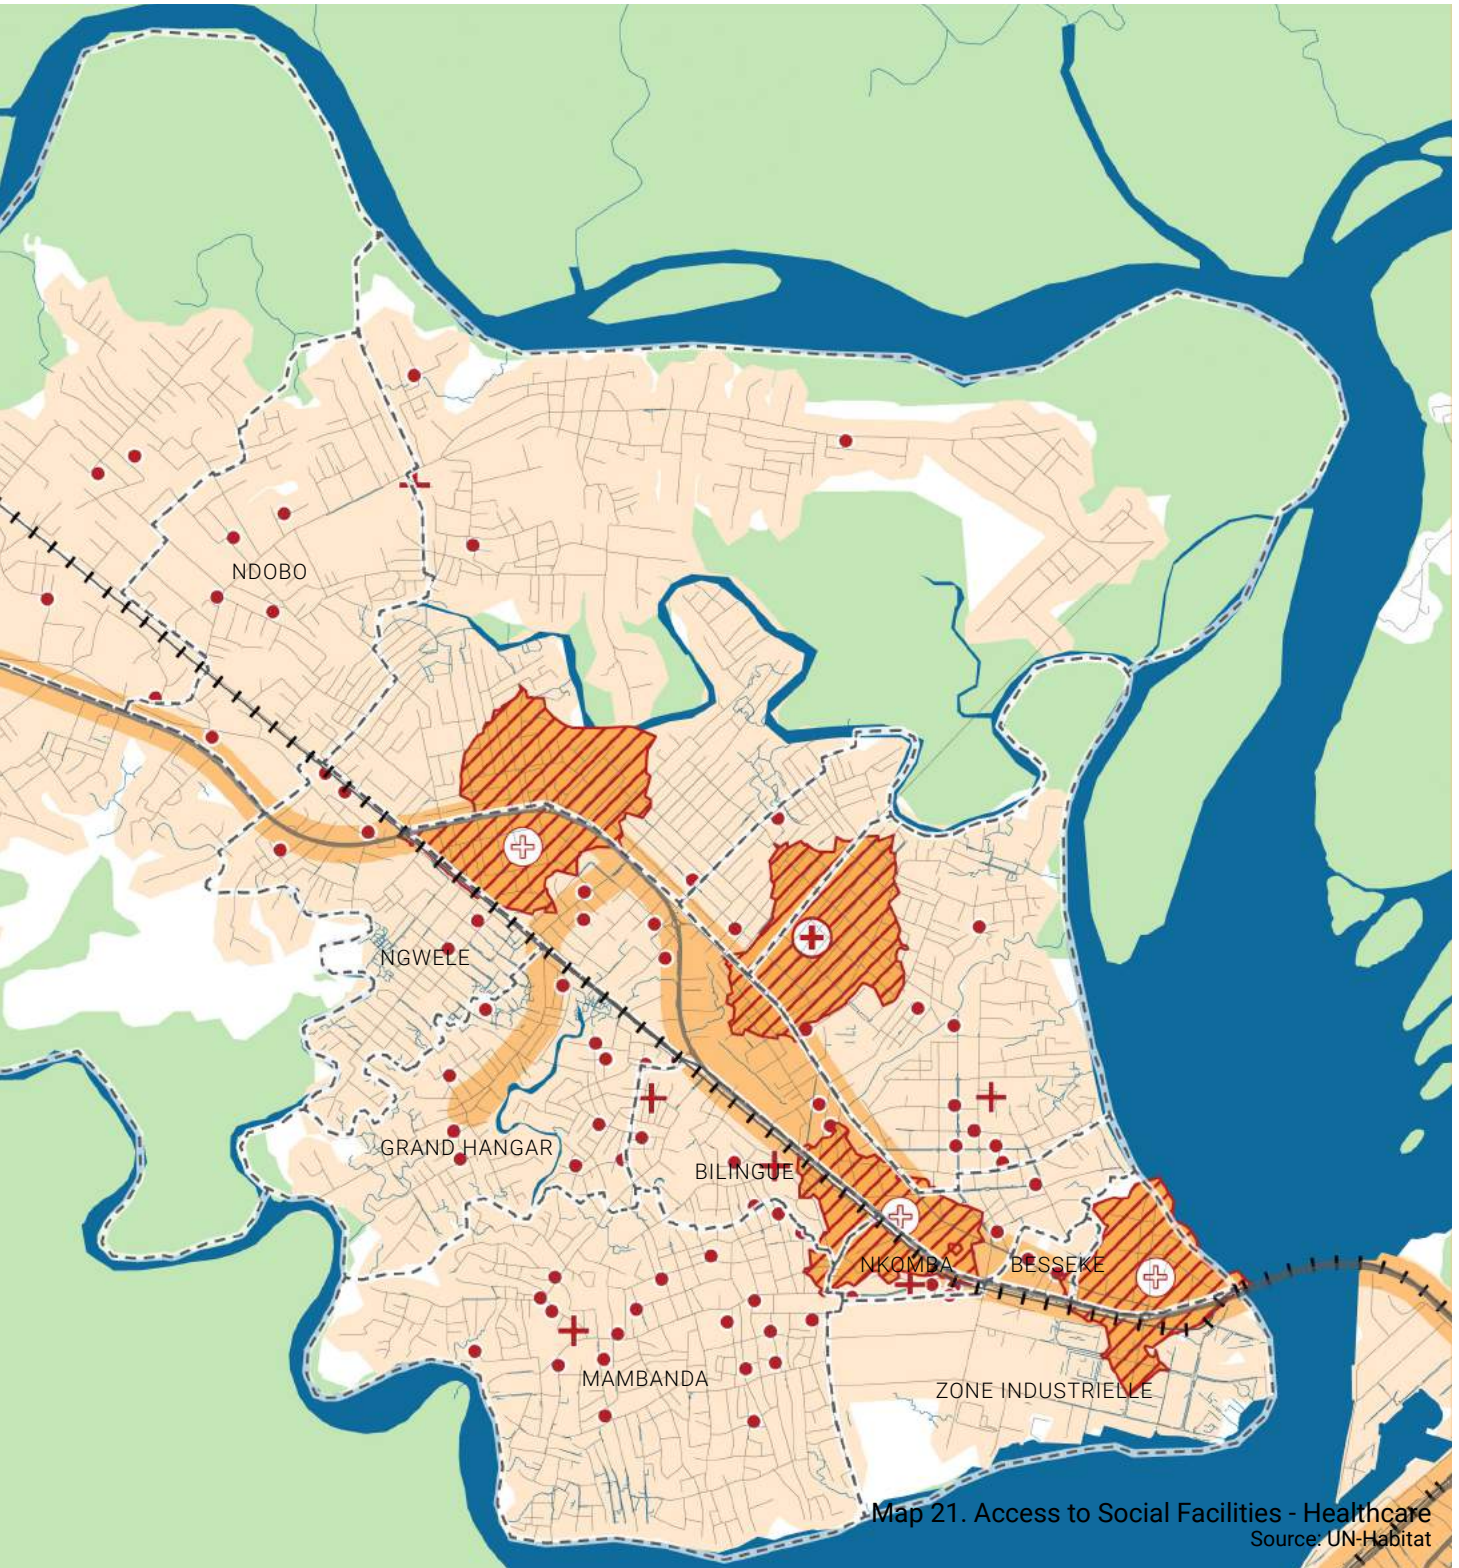 NDOBO
NGWELE
GRAND HANGAR
BILINGUE
NKOMBA
BESSEKE
MAMBANDA
ZONE INDUSTRIELLE
Map 21. Access to Social Facilities - Healthcare
Source: UN-Habitat